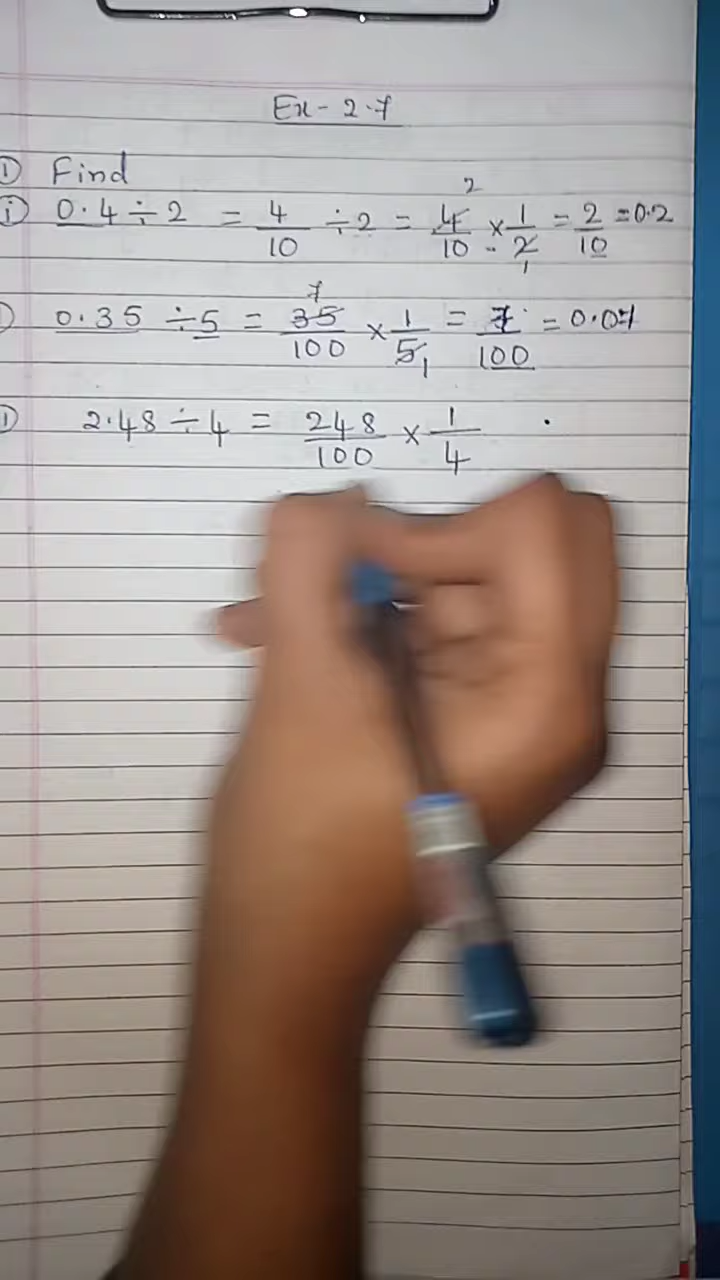 Ex - 2.7
① Find
i) 0.4 ÷ 2 = 4/10 ÷ 2 = 4/10 × 1/2 = 2/10 = 0.2
0.35 ÷ 5 = 35/100 × 1/5 = 7/100 = 0.07
2.48 ÷ 4 = 248/100 × 1/4